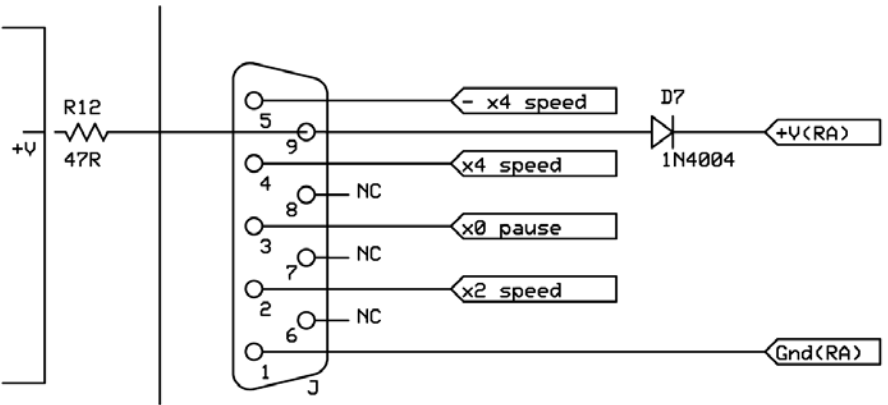 - x4 speed
D7
R12
5
9
+V
+V(RA)
47R
1N4004
4
x4 speed
8
NC
3
x0 pause
7
NC
2
x2 speed
6
NC
1
Gnd(RA)
J